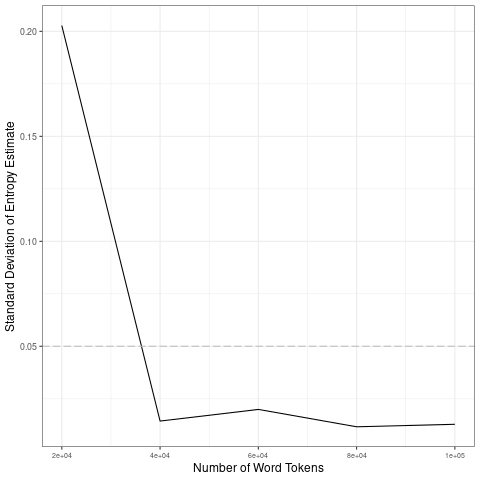 Standard Deviation of Entropy Estimate
0.20
0.15
0.10
0.05
2e+04 4e+04 6e+04 8e+04 1e+05
Number of Word Tokens